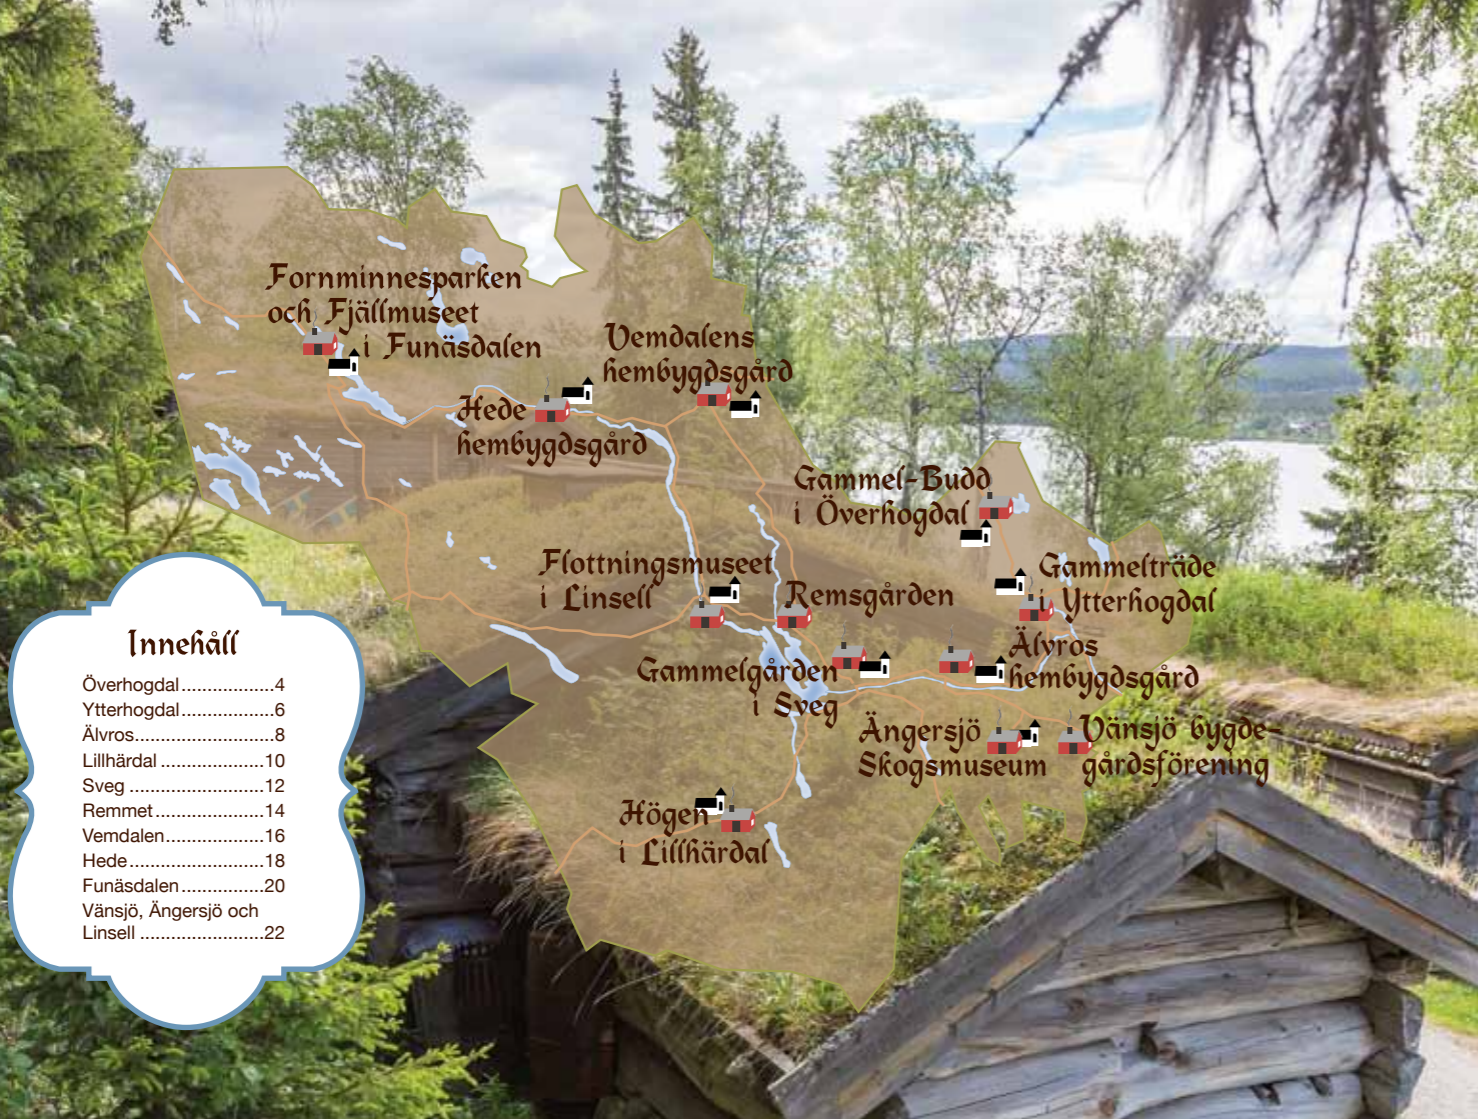 Fornminnesparken
och Fjällmuseet
i Funäsdalen
Vemdalens
hembygdsgård
Hede
hembygdsgård
Gammel-Budd
i Överhogdal
Flottningsmuseet
i Linsell
Remsgården
Gammelträde
i Ytterhogdal
Gammelgården
i Sveg
Älvros
hembygdsgård
Ängersjö
Skogsmuseum
Vänsjö bygde-
gårdsförening
Högen
i Lillhärdal
Innehåll
Överhogdal..................4
Ytterhogdal..................6
Älvros...........................8
Lillhärdal ....................10
Sveg ..........................12
Remmet.....................14
Vemdalen...................16
Hede..........................18
Funäsdalen................20
Vänsjö, Ängersjö och
Linsell ........................22